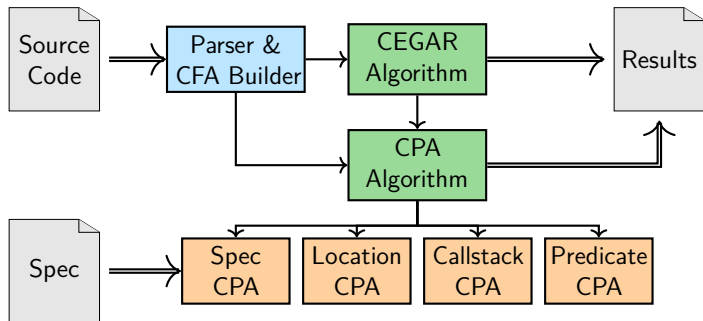 Source
Code
Parser &
CFA Builder
CEGAR
Algorithm
Results
CPA
Algorithm
Spec
Spec
CPA
Location
CPA
Callstack
CPA
Predicate
CPA